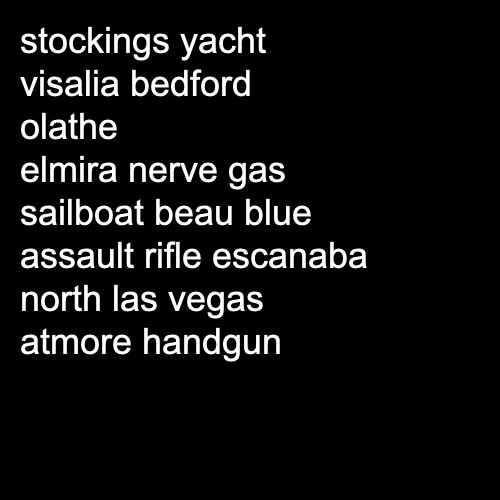 stockings yacht
visalia bedford
olathe
elmira nerve gas
sailboat beau blue
assault rifle escanaba
north las vegas
atmore handgun